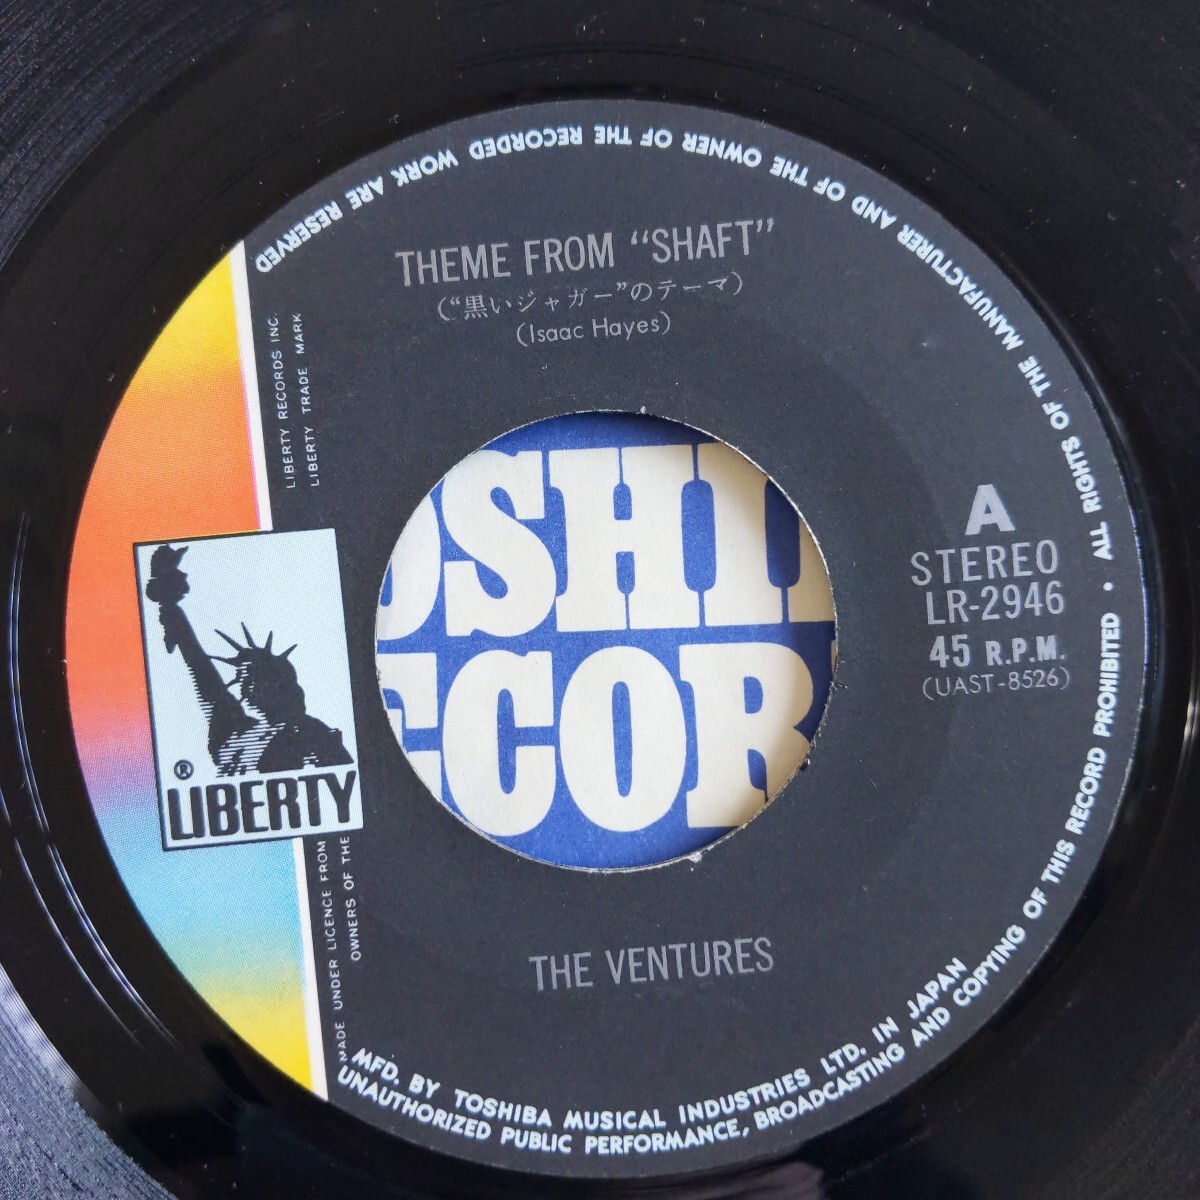 THEME FROM "SHAFT"
("黒いジャガー"のテーマ)
(Isaac Hayes)
LIBERTY RECORDS INC.
LIBERTY TRADE MARK
A
STEREO
LR-2946
45 R.P.M.
(UAST-8526)
OSHI
ECOR
® LIBERTY
MADE UNDER LICENCE FROM
OWNERS OF THE
THE VENTURES
MFD. BY TOSHIBA MUSICAL INDUSTRIES LTD. IN JAPAN
• ALL RIGHTS OF THE MANUFACTURER AND OF THE OWNER OF THE RECORDED WORK ARE RESERVED
UNAUTHORIZED PUBLIC PERFORMANCE, BROADCASTING AND COPYING OF THIS RECORD PROHIBITED